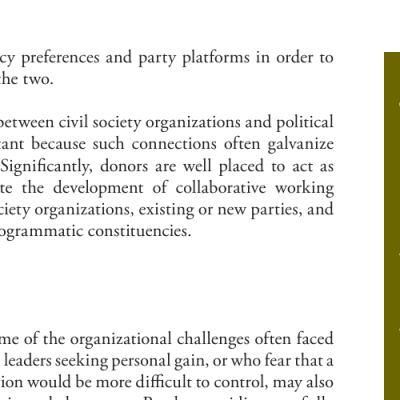 cy preferences and party platforms in order to
the two.
between civil society organizations and political
tant because such connections often galvanize
Significantly, donors are well placed to act as
te the development of collaborative working
ciety organizations, existing or new parties, and
ogrammatic constituencies.
me of the organizational challenges often faced
leaders seeking personal gain, or who fear that a
tion would be more difficult to control, may also